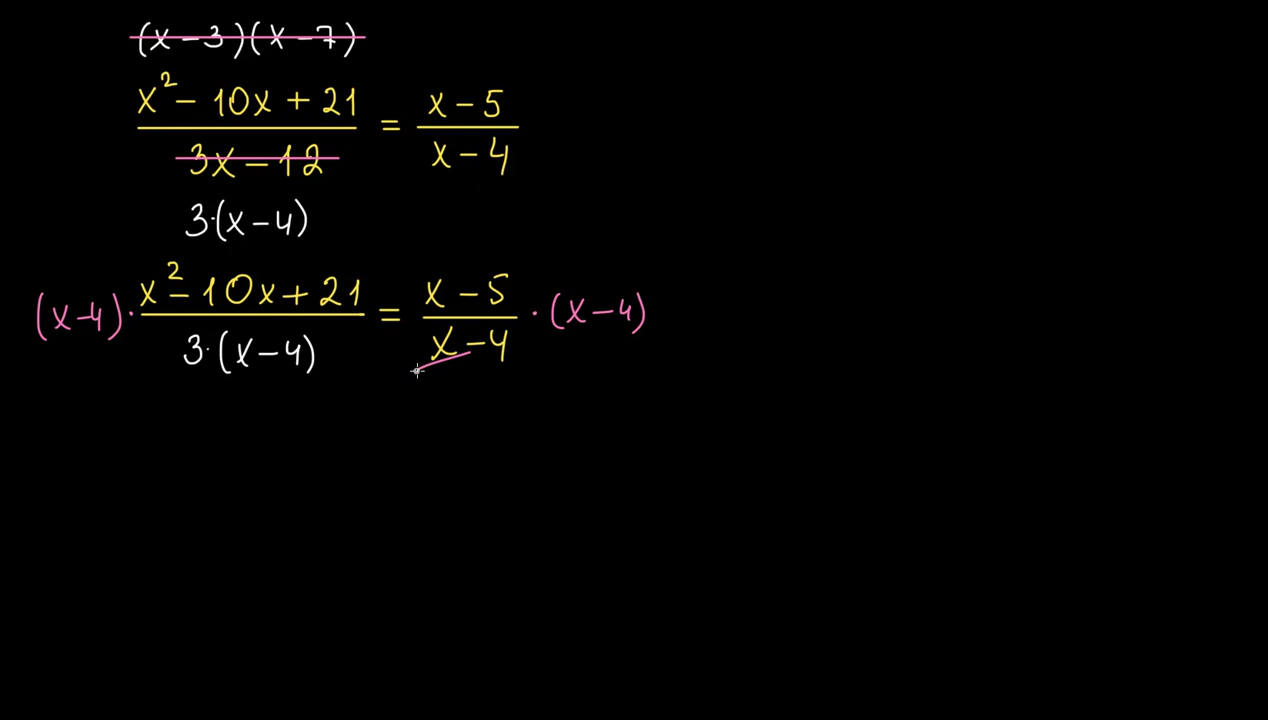 (x-3)(x-7)
x² - 10x + 21 = x - 5
3x - 12 x - 4
3·(x-4)
(x-4)· x² - 10x + 21 = x - 5 ·(x-4)
3·(x-4) x - 4